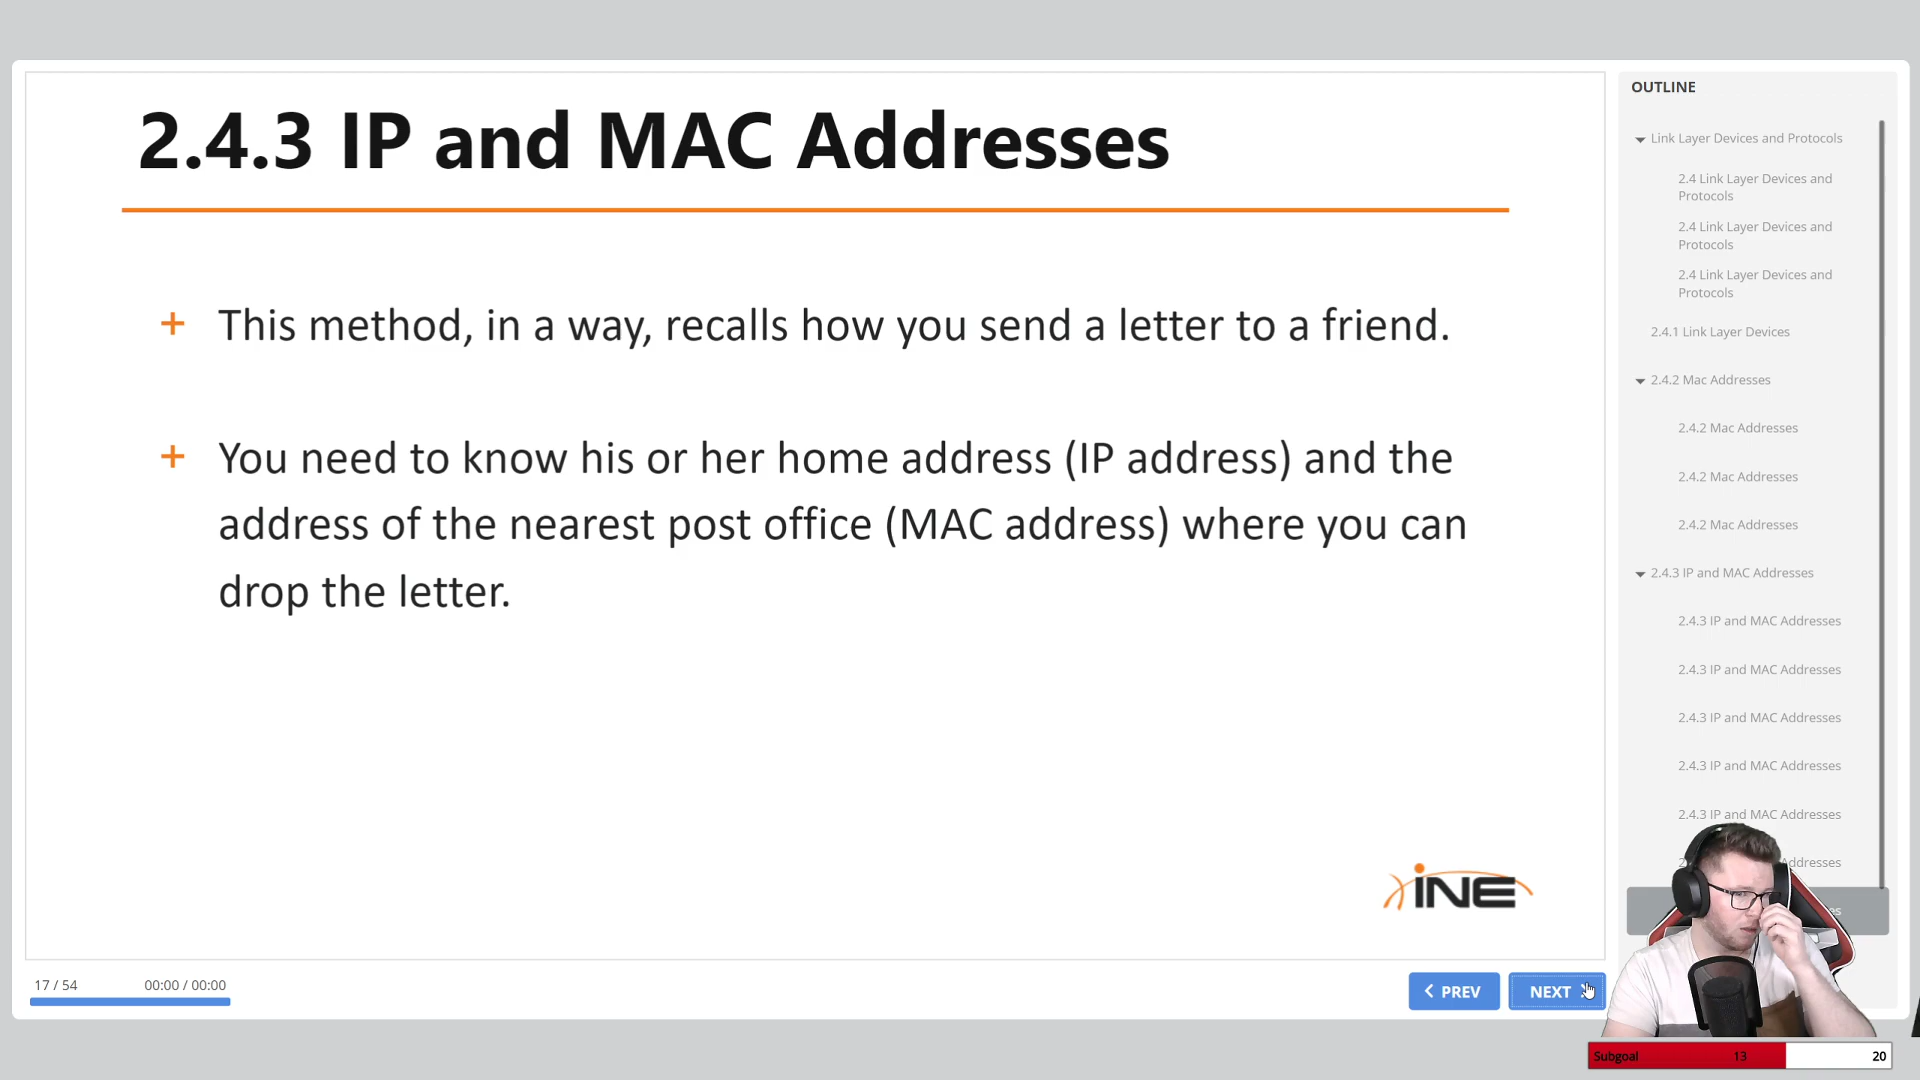 2.4.3 IP and MAC Addresses
+ This method, in a way, recalls how you send a letter to a friend.
+ You need to know his or her home address (IP address) and the
address of the nearest post office (MAC address) where you can
drop the letter.
iNE
17 / 54
00:00 / 00:00
PREV
NEXT
OUTLINE
Link Layer Devices and Protocols
2.4 Link Layer Devices and
Protocols
2.4 Link Layer Devices and
Protocols
2.4 Link Layer Devices and
Protocols
2.4.1 Link Layer Devices
2.4.2 Mac Addresses
2.4.2 Mac Addresses
2.4.2 Mac Addresses
2.4.2 Mac Addresses
2.4.3 IP and MAC Addresses
2.4.3 IP and MAC Addresses
2.4.3 IP and MAC Addresses
2.4.3 IP and MAC Addresses
2.4.3 IP and MAC Addresses
2.4.3 IP and MAC Addresses
Addresses
Subgoal 13 20